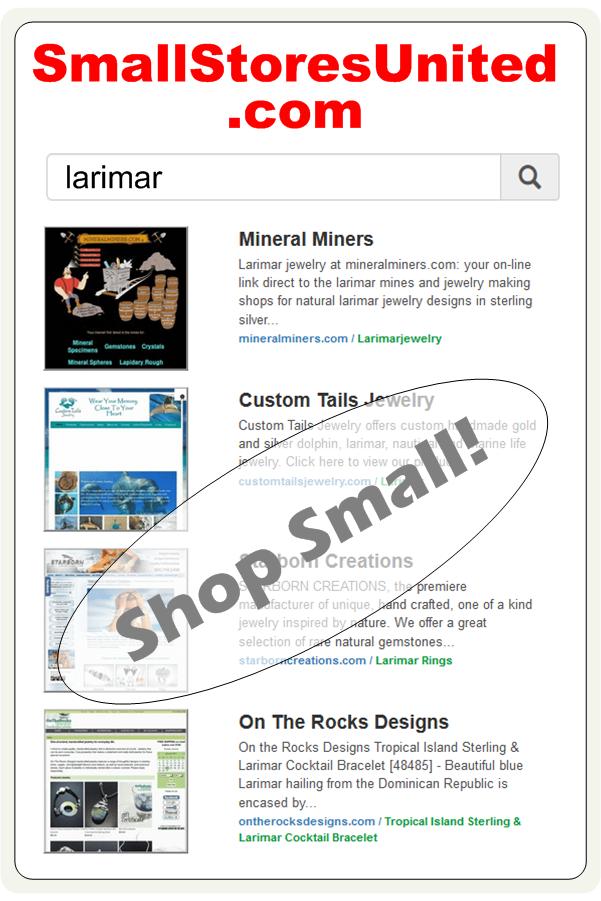 SmallStoresUnited
.com
larimar
MINERALMINERS.COM
Your channel first direct to the mines for:
Mineral Specimens
Gemstones
Crystals
Mineral Spheres
Lapidary Rough
Mineral Miners
Larimar jewelry at mineralminers.com: your on-line
link direct to the larimar mines and jewelry making
shops for natural larimar jewelry designs in sterling
silver...
mineralminers.com / Larimarjewelry
Custom Tails Jewelry
Wear Your Memory,
Close To Your
Heart
Custom Tails Jewelry
Custom Tails Jewelry offers custom handmade gold
and silver dolphin, larimar, nautical and marine life
jewelry. Click here to view our
customtailsjewelry.com /
Shop Small!
STARBORN
Starborn Creations
STARBORN CREATIONS, the premiere
manufacturer of unique, hand crafted, one of a kind
jewelry inspired by nature. We offer a great
selection of rare natural gemstones...
starborncreations.com / Larimar Rings
On The Rocks Designs
On the Rocks Designs Tropical Island Sterling &
Larimar Cocktail Bracelet [48485] - Beautiful blue
Larimar hailing from the Dominican Republic is
encased by...
ontherocksdesigns.com / Tropical Island Sterling &
Larimar Cocktail Bracelet